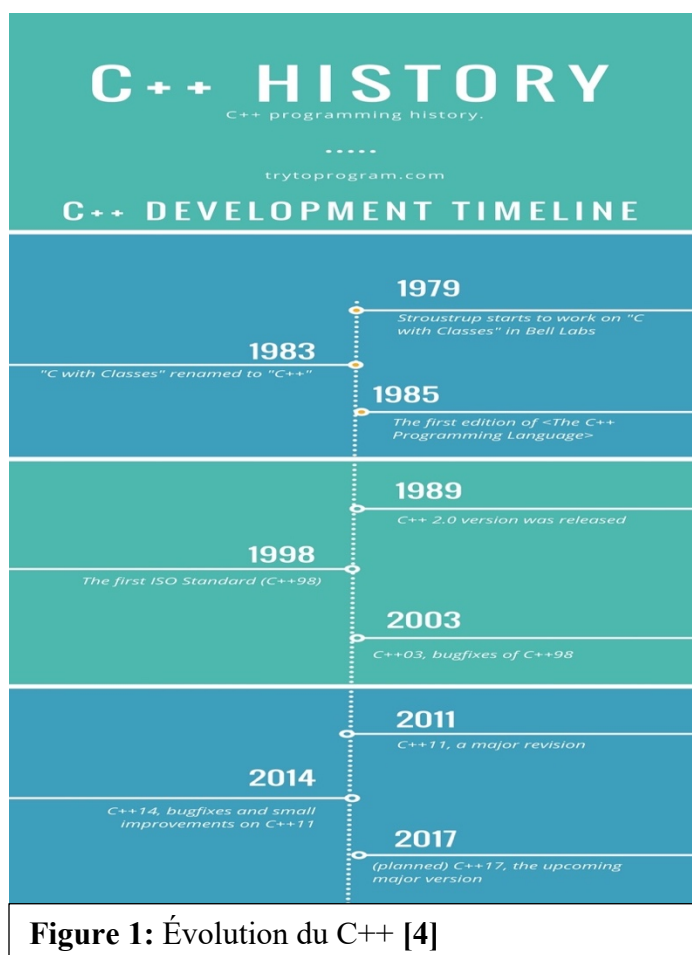 C++ HISTORY
C++ programming history.
trytoprogram.com
C++ DEVELOPMENT TIMELINE
1979
Stroustrup starts to work on "C
with Classes" in Bell Labs
1983
"C with Classes" renamed to "C++"
1985
The first edition of <The C++
Programming Language>
1989
C++ 2.0 version was released
1998
The first ISO Standard (C++98)
2003
C++03, bugfixes of C++98
2011
C++11, a major revision
2014
C++14, bugfixes and small
improvements on C++11
2017
(planned) C++17, the upcoming
major version
Figure 1: Évolution du C++ [4]